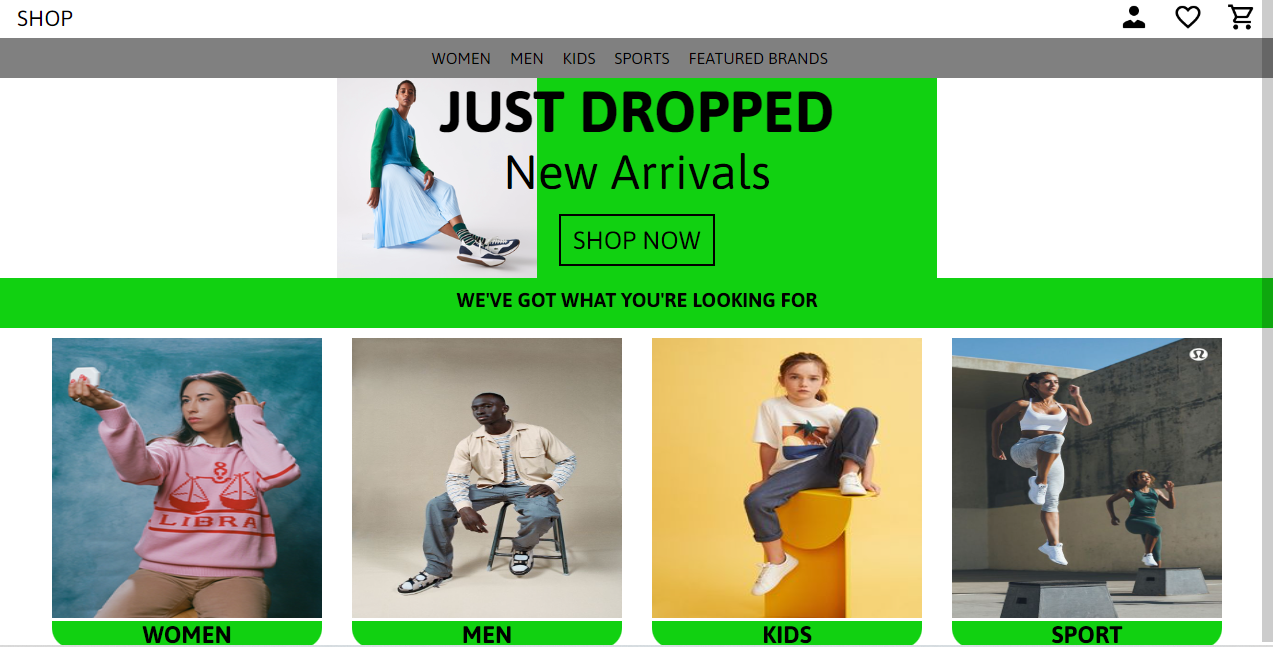 SHOP
WOMEN MEN KIDS SPORTS FEATURED BRANDS
JUST DROPPED
New Arrivals
SHOP NOW
WE'VE GOT WHAT YOU'RE LOOKING FOR
LIBRA
WOMEN MEN KIDS SPORT